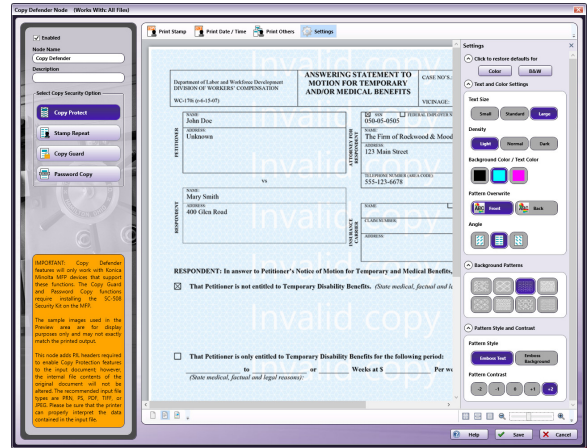 Copy Defender Node (Works With: All Files)
Enabled
Node Name
Copy Defender
Description
Select Copy Security Option
Copy Protect
Stamp Repeat
Copy Guard
Password Copy
IMPORTANT: Copy Defender
features will only work with Konica
Minolta MFP devices that support
these functions. The Copy Guard
and Password Copy functions
require installing the SC-508
Security Kit on the MFP.
The sample images used in the
Preview area are for display
purposes only and may not exactly
match the printed output.
This node adds PJL headers required
to enable Copy Protection features
to the input document; however,
the internal file contents of the
original document will not be
altered. The recommended input file
types are PRN, PS, PDF, TIFF, or
JPEG. Please be sure that the printer
can properly interpret the data
contained in the input file.
Print Stamp
Print Date / Time
Print Others
Settings
Invalid copy
Department of Labor and Workforce Development
DIVISION OF WORKERS' COMPENSATION
WC-170i (r-6-15-07)
ANSWERING STATEMENT TO
MOTION FOR TEMPORARY
AND/OR MEDICAL BENEFITS
CASE NO'S.
VICINAGE:
PETITIONER
NAME:
John Doe
ADDRESS:
Unknown
vs
RESPONDENT
NAME:
Mary Smith
ADDRESS:
400 Glen Road
ATTORNEY FOR
RESPONDENT
SSN
FEDERAL EMPLOYER
050-05-0505
NAME:
The Firm of Rockwood & Mood
ADDRESS:
123 Main Street
TELEPHONE NUMBER (AREA CODE)
555-123-6678
INSURANCE
CARRIER
NAME
CLAIM NUMBER:
ADDRESS:
Invalid copy
RESPONDENT: In answer to Petitioner's Notice of Motion for Temporary and Medical Benefits,
That Petitioner is not entitled to Temporary Disability Benefits. (State medical, factual and
Invalid copy
That Petitioner is only entitled to Temporary Disability Benefits for the following period:
to or Weeks at $ Per
(State medical, factual and legal reasons):
Invalid copy
Settings
Click to restore defaults for
Color
B&W
Text and Color Settings
Text Size
Small
Standard
Large
Density
Light
Normal
Dark
Background Color / Text Color
Pattern Overwrite
ABC Front
ABC Back
Angle
Background Patterns
Pattern Style and Contrast
Pattern Style
Emboss Text
Emboss
Background
Pattern Contrast
-2
-1
0
+1
+2
Help
Save
Cancel